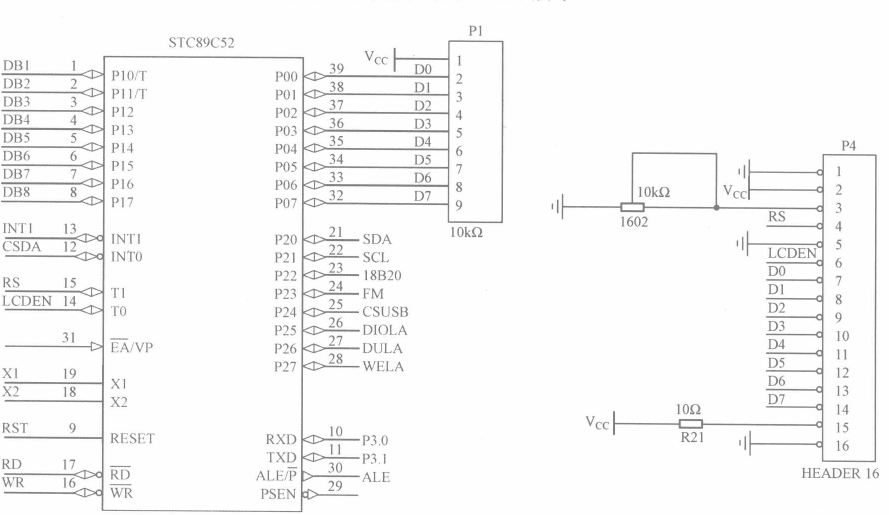 STC89C52
DB1 1 P10/T
DB2 2 P11/T
DB3 3 P12
DB4 4 P13
DB5 5 P14
DB6 6 P15
DB7 7 P16
DB8 8 P17
INT1 13 INT1
CSDA 12 INT0
RS 15 T1
LCDEN 14 T0
31 EA/VP
X1 19 X1
X2 18 X2
RST 9 RESET
RD 17 RD
WR 16 WR
P00 39 D0
P01 38 D1
P02 37 D2
P03 36 D3
P04 35 D4
P05 34 D5
P06 33 D6
P07 32 D7
P20 21 SDA
P21 22 SCL
P22 23 18B20
P23 24 FM
P24 25 CSUSB
P25 26 DIOLA
P26 27 DULA
P27 28 WELA
RXD 10 P3.0
TXD 11 P3.1
ALE/P 30 ALE
PSEN 29
P1
VCC 1
2
3
4
5
6
7
8
9
10kΩ
10kΩ
1602
P4
1
VCC 2
3
RS 4
5
LCDEN 6
D0 7
D1 8
D2 9
D3 10
D4 11
D5 12
D6 13
D7 14
VCC 10Ω 15
R21
16
HEADER 16